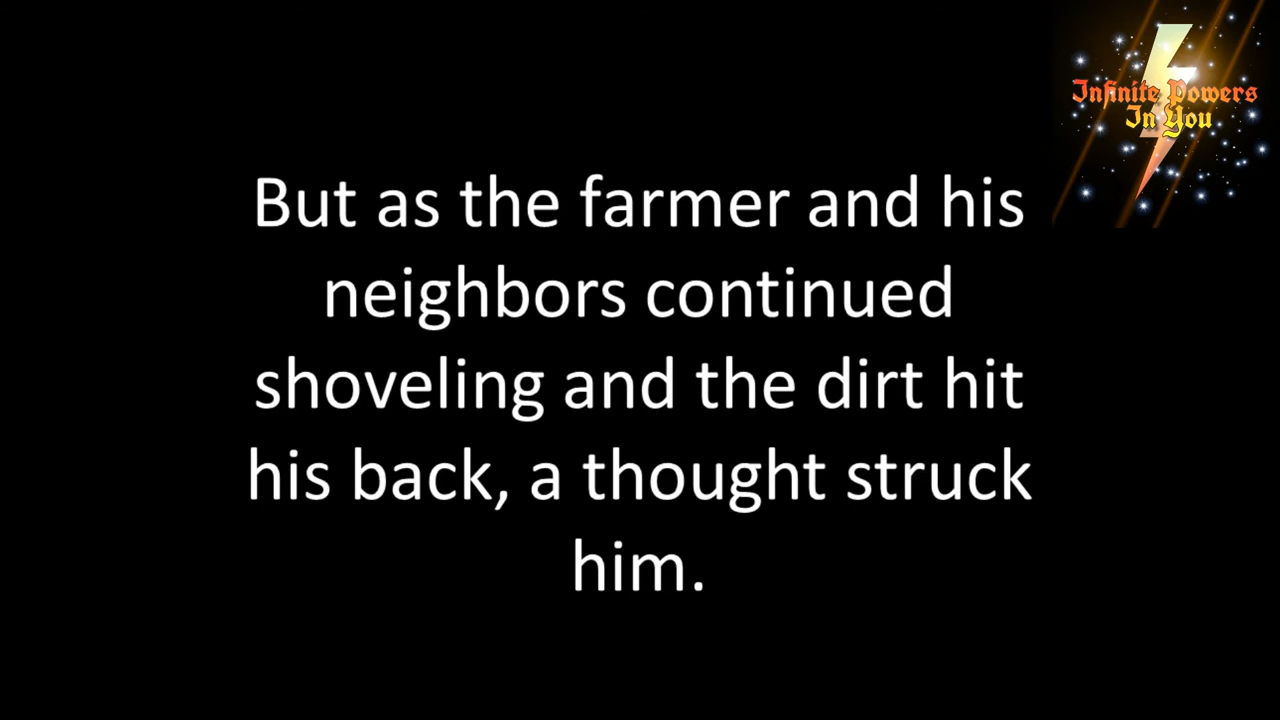 Infinite Powers
In You
But as the farmer and his
neighbors continued
shoveling and the dirt hit
his back, a thought struck
him.